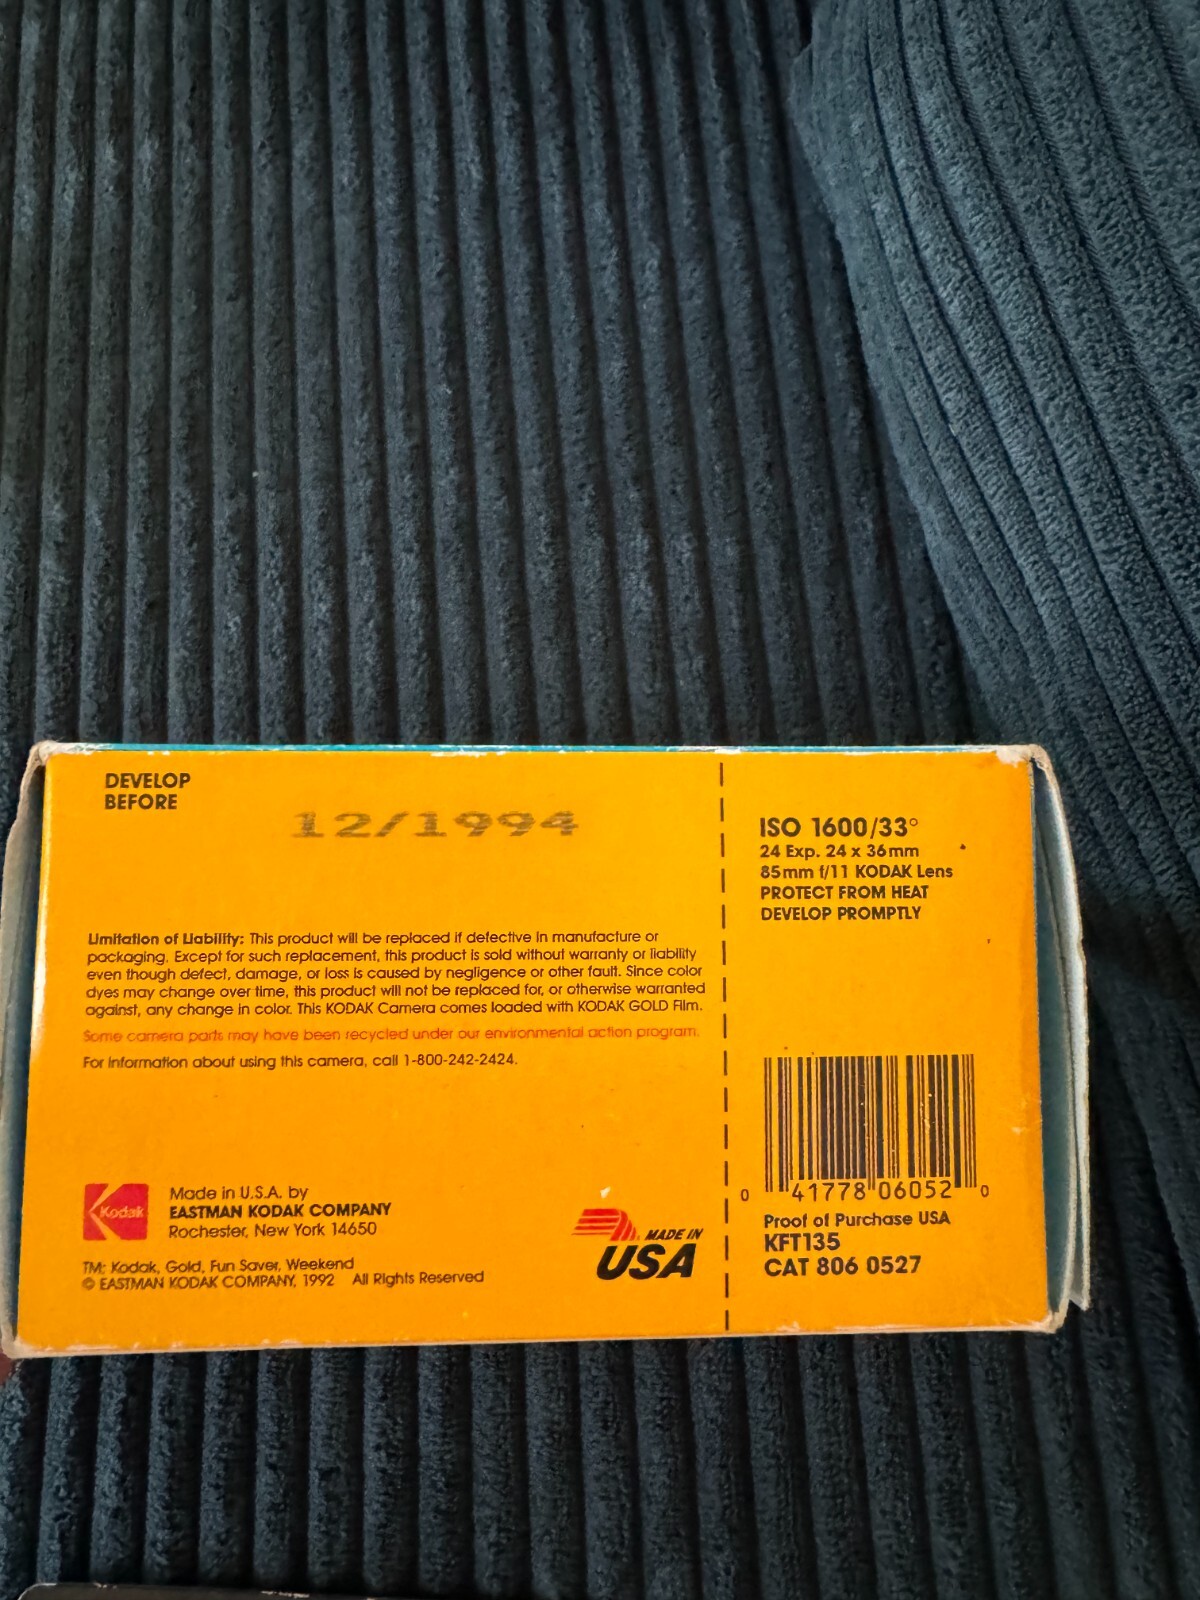 DEVELOP
BEFORE
12/1994
Limitation of Liability: This product will be replaced if defective in manufacture or
packaging. Except for such replacement, this product is sold without warranty or liability
even though defect, damage, or loss is caused by negligence or other fault. Since color
dyes may change over time, this product will not be replaced for, or otherwise warranted
against, any change in color. This KODAK Camera comes loaded with KODAK GOLD Film.
Some camera parts may have been recycled under our environmental action program.
For information about using this camera, call 1-800-242-2424.
Kodak
Made in U.S.A. by
EASTMAN KODAK COMPANY
Rochester, New York 14650
TM: Kodak, Gold, Fun Saver, Weekend
© EASTMAN KODAK COMPANY, 1992 All Rights Reserved
MADE IN
USA
ISO 1600/33°
24 Exp. 24 x 36mm
85mm f/11 KODAK Lens
PROTECT FROM HEAT
DEVELOP PROMPTLY
0 41778 06052 0
Proof of Purchase USA
KFT135
CAT 806 0527